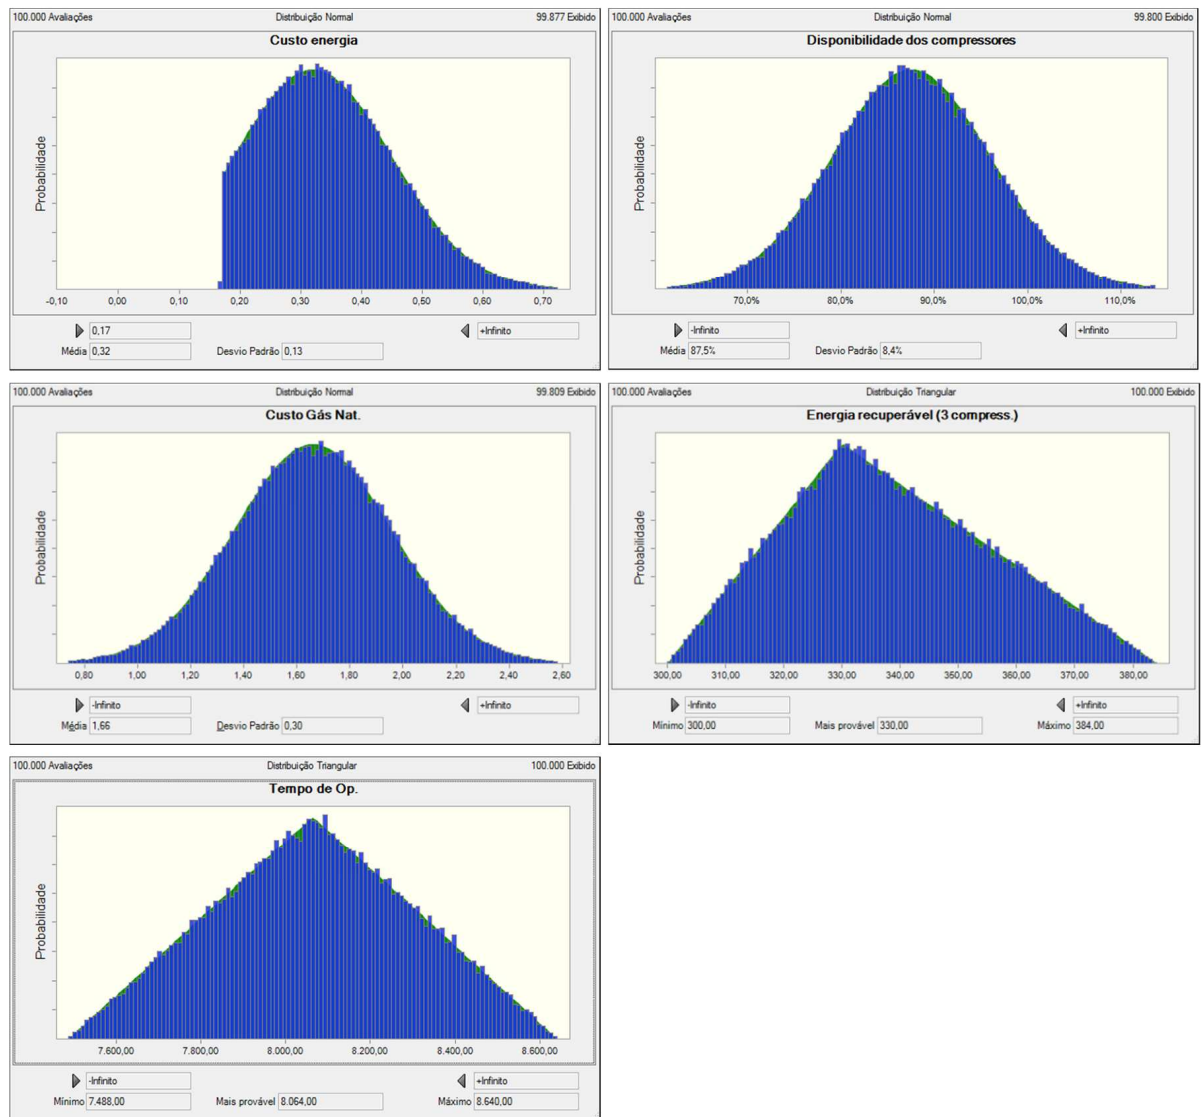 100.000 Avaliações Distribuição Normal 99.877 Exibido
Custo energia
Probabilidade
-0,10 0,00 0,10 0,20 0,30 0,40 0,50 0,60 0,70
0,17 +Infinito
Média 0,32 Desvio Padrão 0,13
100.000 Avaliações Distribuição Normal 99.800 Exibido
Disponibilidade dos compressores
Probabilidade
70,0% 80,0% 90,0% 100,0% 110,0%
-Infinito +Infinito
Média 87,5% Desvio Padrão 8,4%
100.000 Avaliações Distribuição Normal 99.809 Exibido
Custo Gás Nat.
Probabilidade
0,80 1,00 1,20 1,40 1,60 1,80 2,00 2,20 2,40 2,60
-Infinito +Infinito
Média 1,66 Desvio Padrão 0,30
100.000 Avaliações Distribuição Triangular 100.000 Exibido
Energia recuperável (3 compress.)
Probabilidade
300,00 310,00 320,00 330,00 340,00 350,00 360,00 370,00 380,00
-Infinito +Infinito
Mínimo 300,00 Mais provável 330,00 Máximo 384,00
100.000 Avaliações Distribuição Triangular 100.000 Exibido
Tempo de Op.
Probabilidade
7.600,00 7.800,00 8.000,00 8.200,00 8.400,00 8.600,00
-Infinito +Infinito
Mínimo 7.488,00 Mais provável 8.064,00 Máximo 8.640,00